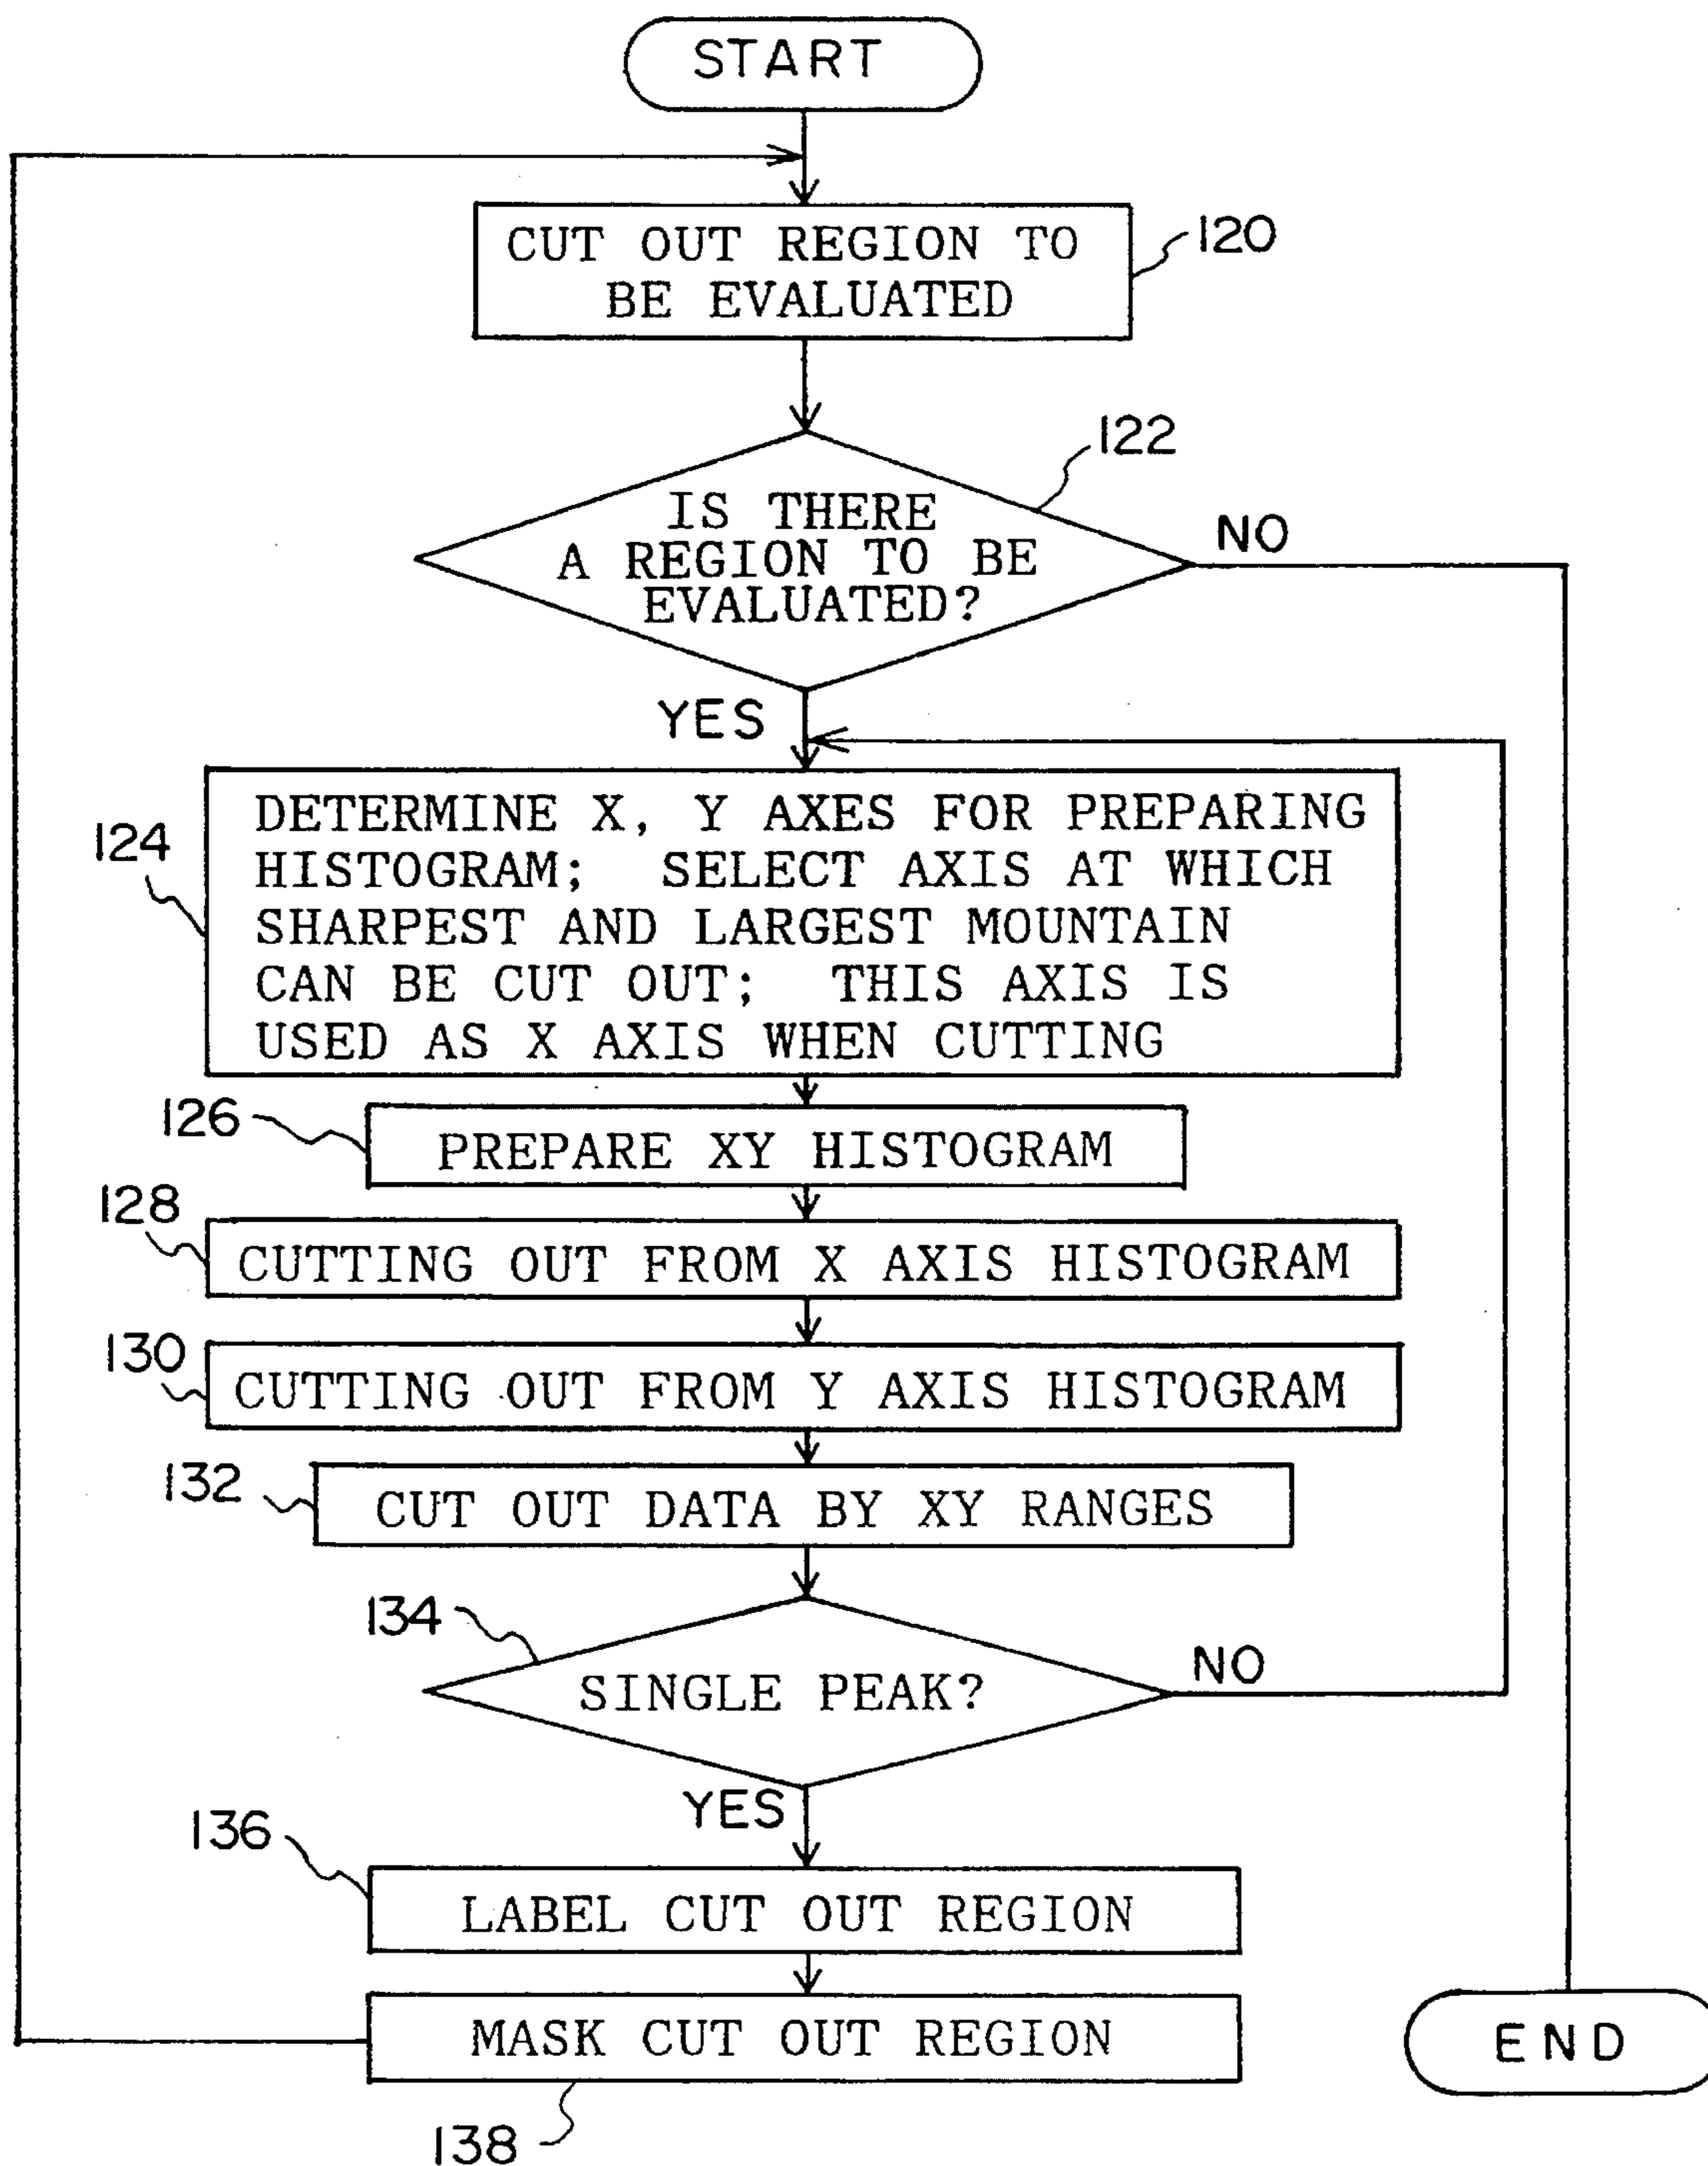 START
CUT OUT REGION TO
BE EVALUATED
120
122
IS THERE
A REGION TO BE
EVALUATED?
NO
YES
124
DETERMINE X, Y AXES FOR PREPARING
HISTOGRAM; SELECT AXIS AT WHICH
SHARPEST AND LARGEST MOUNTAIN
CAN BE CUT OUT; THIS AXIS IS
USED AS X AXIS WHEN CUTTING
126
PREPARE XY HISTOGRAM
128
CUTTING OUT FROM X AXIS HISTOGRAM
130
CUTTING OUT FROM Y AXIS HISTOGRAM
132
CUT OUT DATA BY XY RANGES
134
SINGLE PEAK?
NO
YES
136
LABEL CUT OUT REGION
MASK CUT OUT REGION
138
END